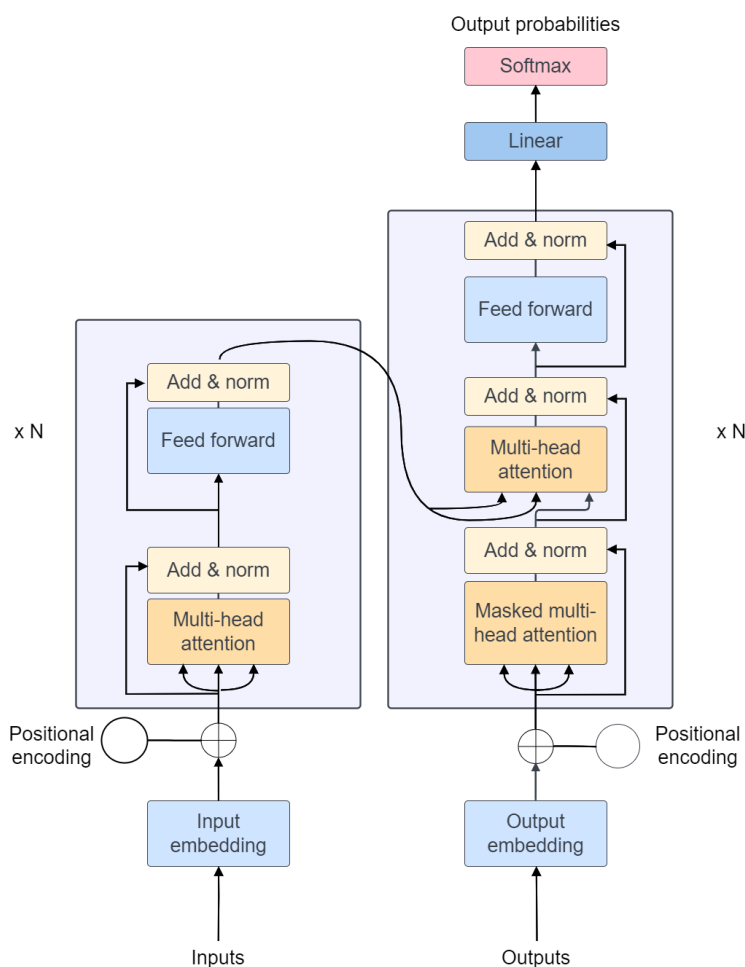 Output probabilities
Softmax
Linear
Add & norm
Feed forward
Add & norm
Multi-head
attention
Add & norm
Masked multi-
head attention
x N
Add & norm
Feed forward
Add & norm
Multi-head
attention
x N
Positional
encoding
Positional
encoding
Input
embedding
Output
embedding
Inputs
Outputs